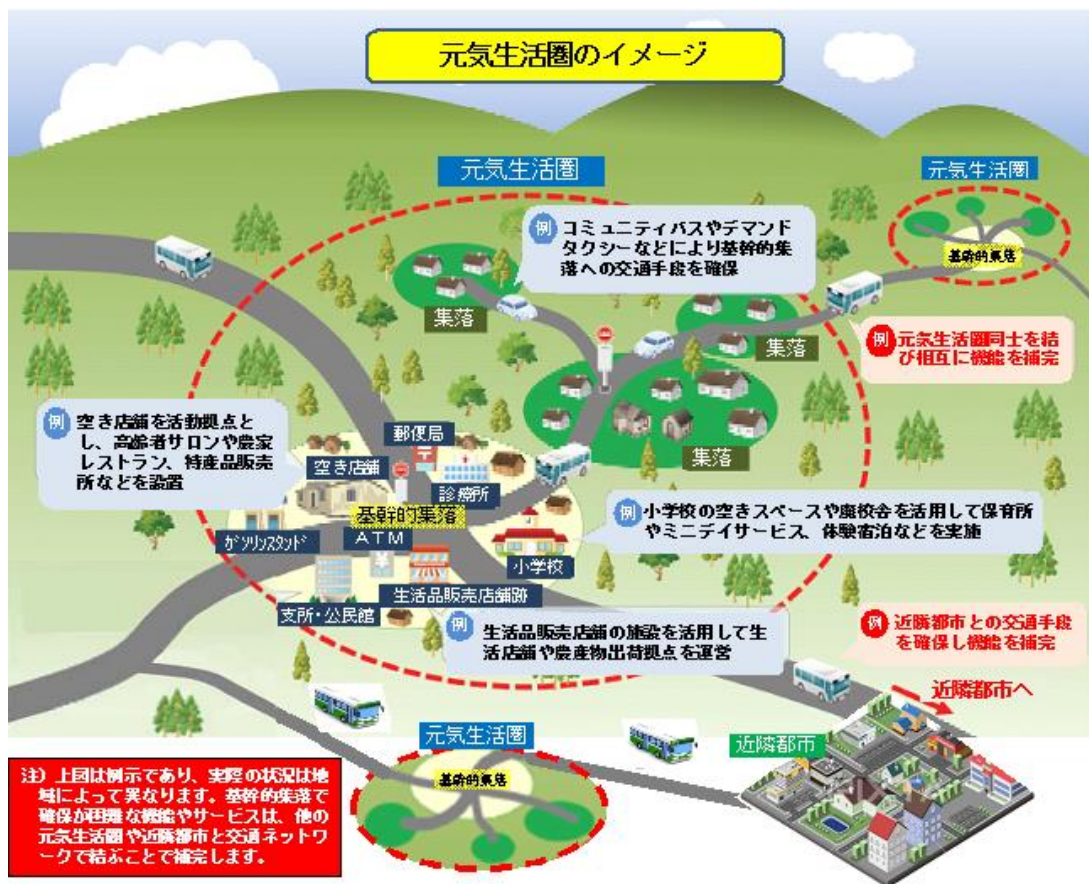 元気生活圏のイメージ
元気生活圏
元気生活圏
例
コミュニティバスやデマンド
タクシーなどにより基幹的集
落への交通手段を確保
基幹的集落
集落
集落
例
元気生活圏同士を結
び相互に機能を補完
例
空き店舗を活動拠点と
し、高齢者サロンや農家
レストラン、特産品販売
所などを設置
郵便局
空き店舗
診療所
集落
基幹的集落
ガソリンスタンド
ATM
小学校
例
小学校の空きスペースや廃校舎を活用して保育所
やミニデイサービス、体験宿泊などを実施
生活品販売店舗跡
支所・公民館
例
生活品販売店舗の施設を活用して生
活店舗や農産物出荷拠点を運営
例
近隣都市との交通手段
を確保し機能を補完
近隣都市へ
元気生活圏
近隣都市
基幹的集落
注）上図は例示であり、実際の状況は地
域によって異なります。基幹的集落で
確保が困難な機能やサービスは、他の
元気生活圏や近隣都市と交通ネットワ
ークで結ぶことで補完します。